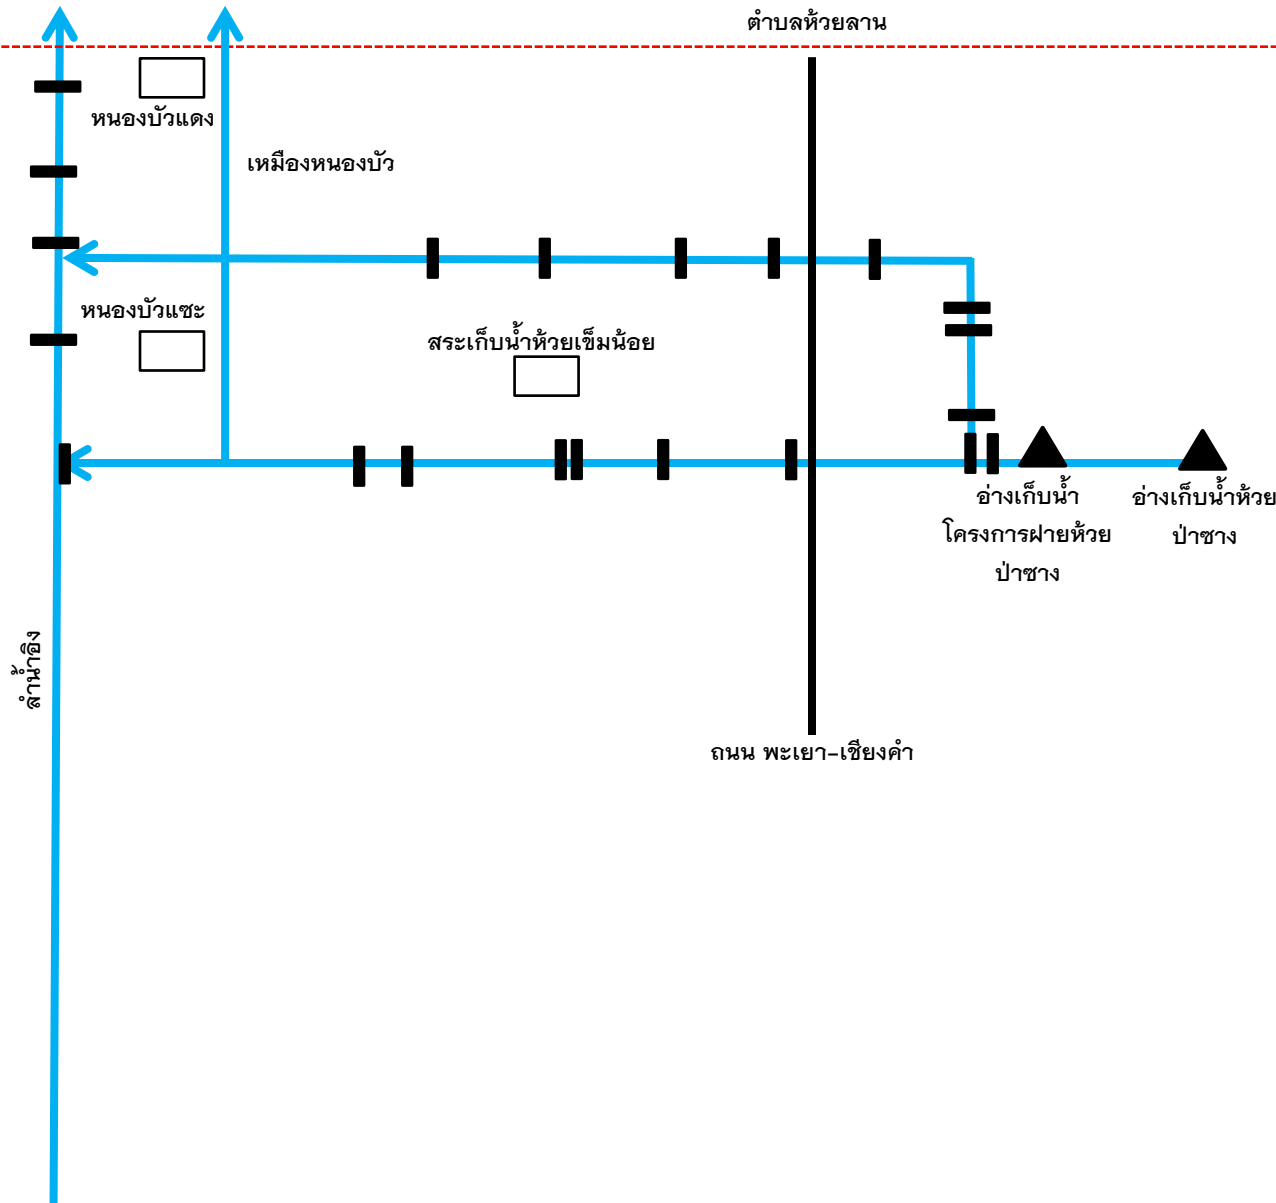 ตำบลห้วยลาน
หนองบัวแดง
เหมืองหนองบัว
หนองบัวแซะ
สระเก็บน้ำห้วยเข็มน้อย
อ่างเก็บน้ำ
โครงการฝายห้วย
ป่าซาง
อ่างเก็บน้ำห้วย
ป่าซาง
ลำน้ำอิง
ถนน พะเยา-เชียงคำ